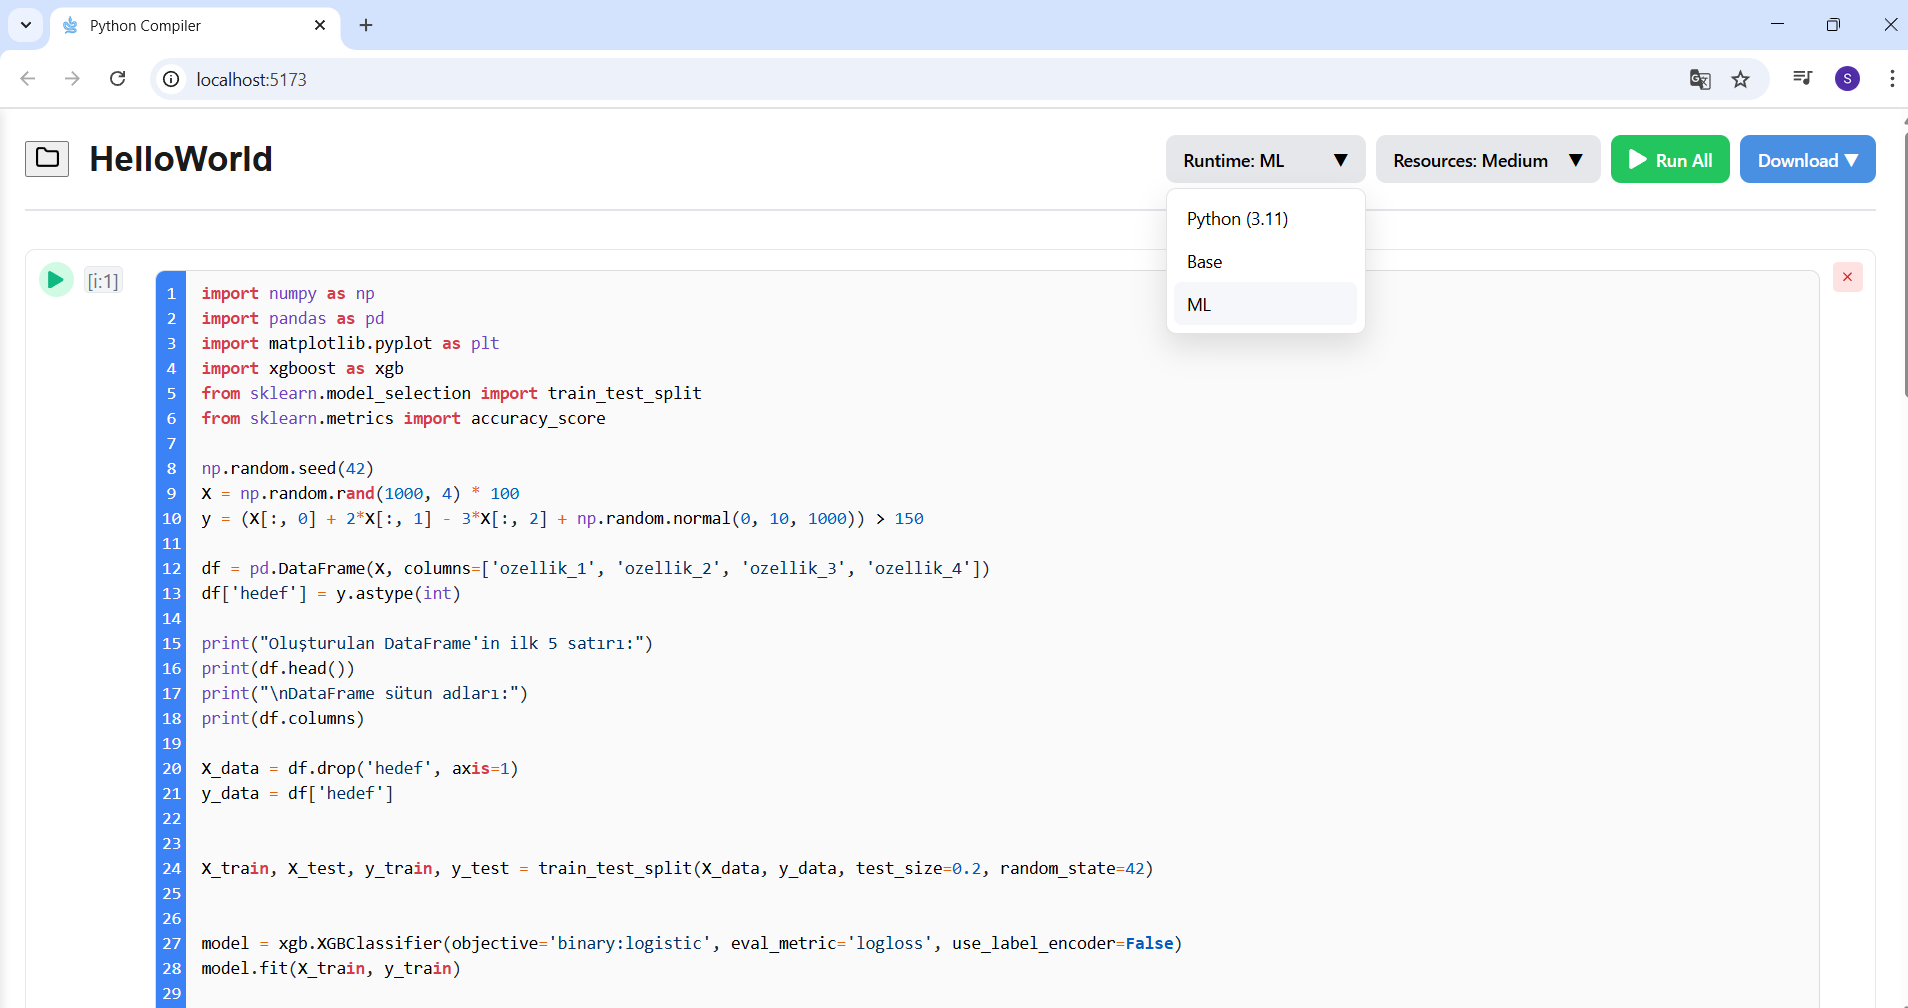 Python Compiler
localhost:5173
S
HelloWorld
Runtime: ML ▼
Resources: Medium ▼
Run All
Download ▼
Python (3.11)
Base
ML
[i:1]
1 import numpy as np
2 import pandas as pd
3 import matplotlib.pyplot as plt
4 import xgboost as xgb
5 from sklearn.model_selection import train_test_split
6 from sklearn.metrics import accuracy_score
7
8 np.random.seed(42)
9 X = np.random.rand(1000, 4) * 100
10 y = (X[:, 0] + 2*X[:, 1] - 3*X[:, 2] + np.random.normal(0, 10, 1000)) > 150
11
12 df = pd.DataFrame(X, columns=['ozellik_1', 'ozellik_2', 'ozellik_3', 'ozellik_4'])
13 df['hedef'] = y.astype(int)
14
15 print("Oluşturulan DataFrame'in ilk 5 satırı:")
16 print(df.head())
17 print("\nDataFrame sütun adları:")
18 print(df.columns)
19
20 X_data = df.drop('hedef', axis=1)
21 y_data = df['hedef']
22
23
24 X_train, X_test, y_train, y_test = train_test_split(X_data, y_data, test_size=0.2, random_state=42)
25
26
27 model = xgb.XGBClassifier(objective='binary:logistic', eval_metric='logloss', use_label_encoder=False)
28 model.fit(X_train, y_train)
29